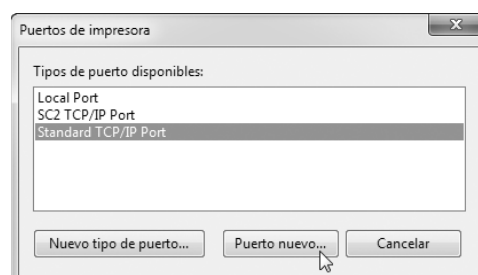 Puertos de impresora
Tipos de puerto disponibles:
Local Port
SC2 TCP/IP Port
Standard TCP/IP Port
Nuevo tipo de puerto... Puerto nuevo... Cancelar